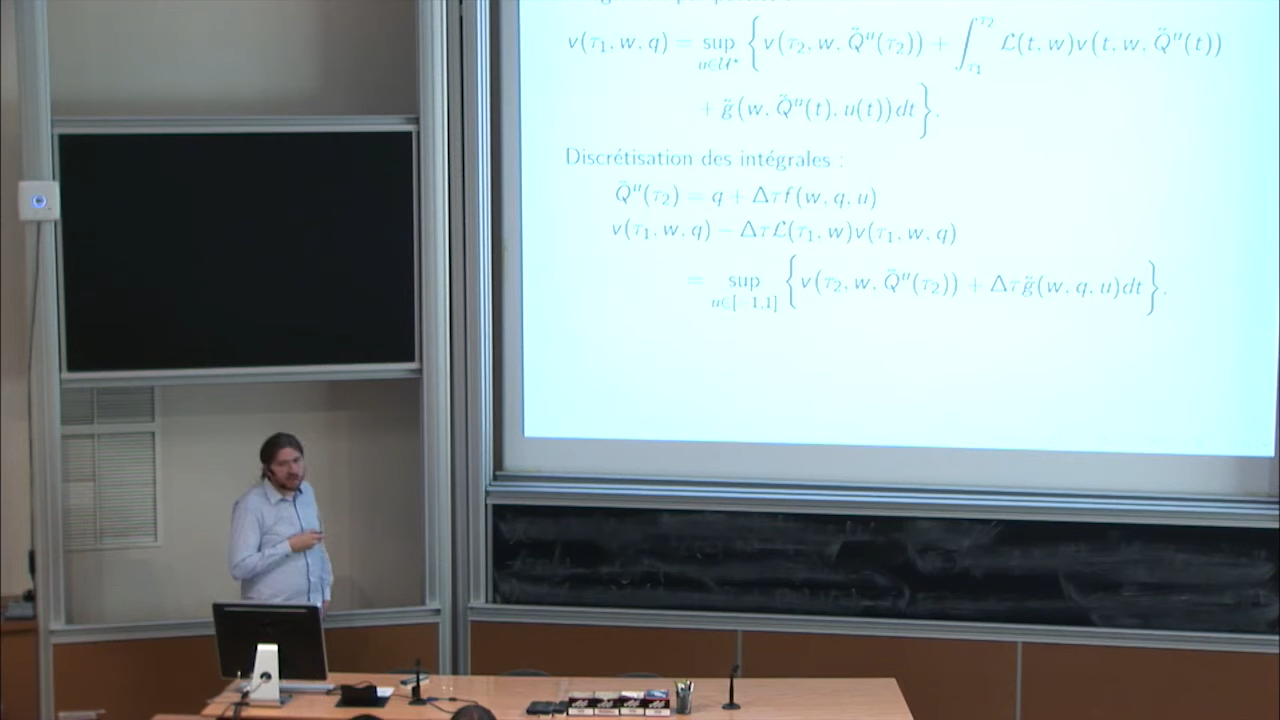 v(τ₁, w, q) = sup_{u∈𝒰*} { v(τ₂, w, Q̈ᵘ(τ₂)) + ∫_{τ₁}^{τ₂} ℒ(t, w)v(t, w, Q̈ᵘ(t))
+ g̈(w, Q̈ᵘ(t), u(t))dt }.
Discrétisation des intégrales :
Q̈ᵘ(τ₂) = q + Δτf(w, q, u)
v(τ₁, w, q) − Δτℒ(τ₁, w)v(τ₁, w, q)
= sup_{u∈[−1,1]} { v(τ₂, w, Q̈ᵘ(τ₂)) + Δτg̈(w, q, u)dt }.